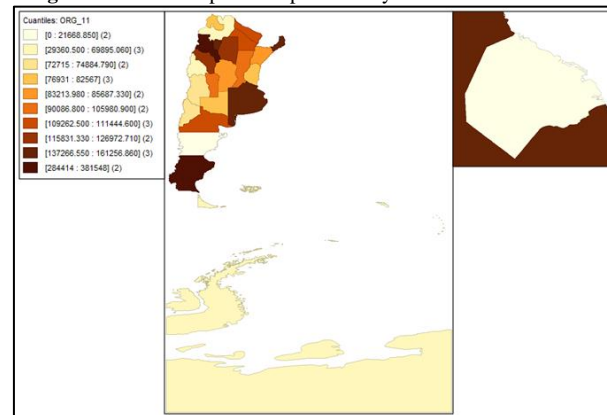 Cuantiles: ORG_11
[0 : 21668.850] (2)
[29360.500 : 69895.060] (3)
[72715 : 74884.790] (2)
[76931 : 82567] (3)
[83213.980 : 85687.330] (2)
[90086.800 : 105980.900] (2)
[109262.500 : 111444.600] (3)
[115831.330 : 126972.710] (2)
[137266.550 : 161256.860] (3)
[284414 : 381548] (2)